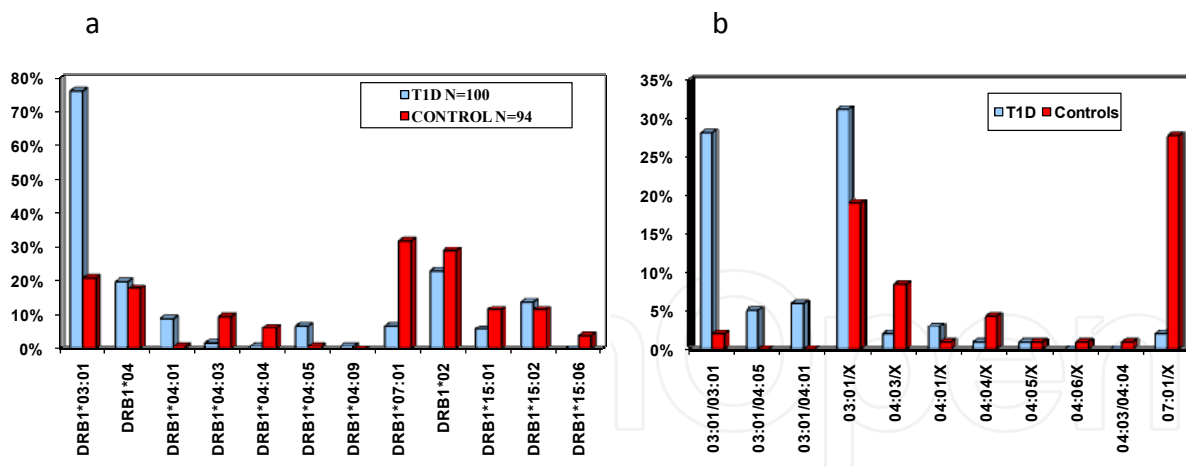 a
80%
70%
60%
50%
40%
30%
20%
10%
0%
T1D N=100
CONTROL N=94
DRB1*03:01
DRB1*04
DRB1*04:01
DRB1*04:03
DRB1*04:04
DRB1*04:05
DRB1*04:09
DRB1*07:01
DRB1*02
DRB1*15:01
DRB1*15:02
DRB1*15:06
b
35%
30%
25%
20%
15%
10%
5%
0%
T1D Controls
03:01/03:01
03:01/04:05
03:01/04:01
03:01/X
04:03/X
04:01/X
04:04/X
04:05/X
04:06/X
04:03/04:04
07:01/X
open